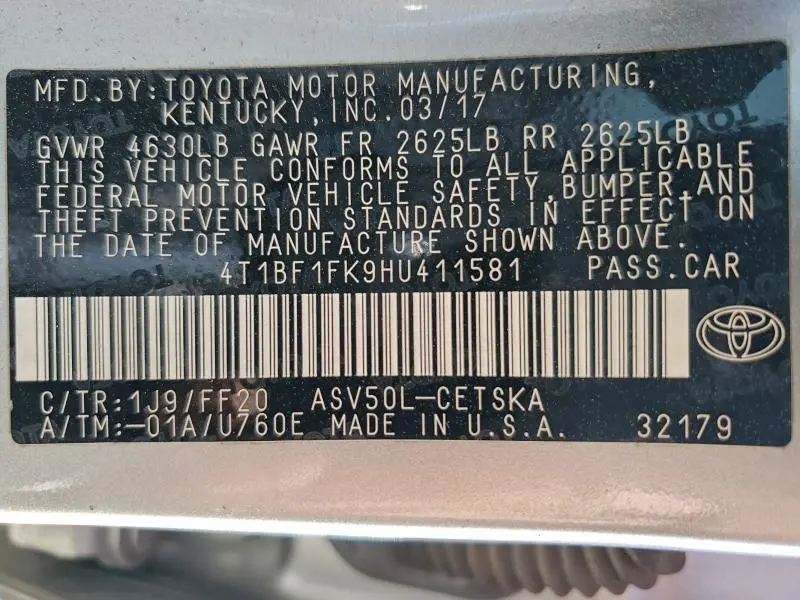 MFD. BY: TOYOTA MOTOR MANUFACTURING,
KENTUCKY, INC. 03/17
GVWR 4630LB GAWR FR 2625LB RR 2625LB
THIS VEHICLE CONFORMS TO ALL APPLICABLE
FEDERAL MOTOR VEHICLE SAFETY, BUMPER, AND
THEFT PREVENTION STANDARDS IN EFFECT ON
THE DATE OF MANUFACTURE SHOWN ABOVE.
4T1BF1FK9HU411581 PASS.CAR
C/TR: 1J9/FF20 ASV50L-CETSKA
A/TM:-01A/U760E MADE IN U.S.A. 32179